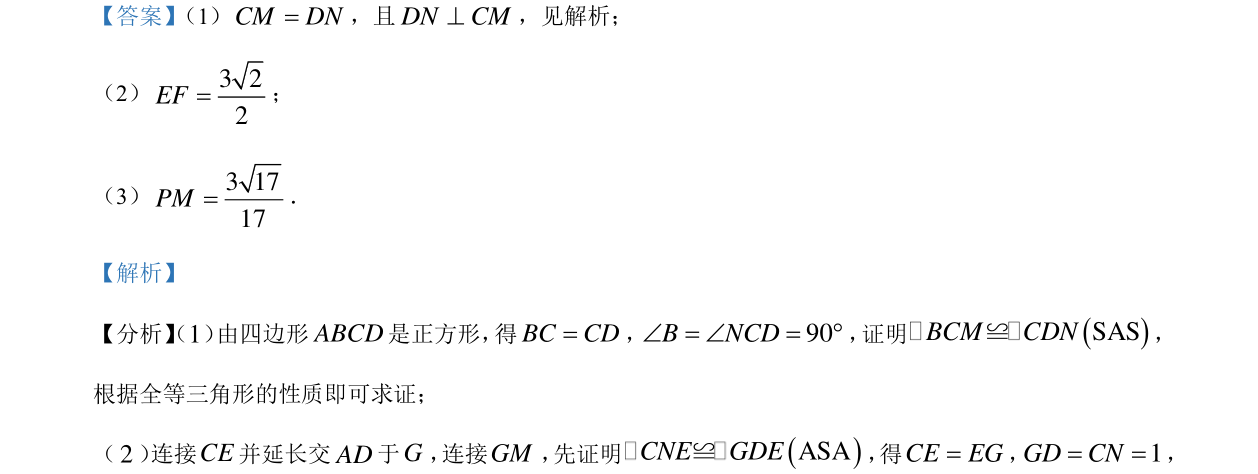 【答案】（1）CM = DN，且 DN ⊥ CM，见解析；
（2）EF = \frac{3\sqrt{2}}{2}；
（3）PM = \frac{3\sqrt{17}}{17}．
【解析】
【分析】（1）由四边形 ABCD 是正方形，得 BC = CD，∠B = ∠NCD = 90°，证明□BCM≌□CDN(SAS)，
根据全等三角形的性质即可求证；
（2）连接 CE 并延长交 AD 于 G，连接 GM，先证明□CNE≌□GDE(ASA)，得 CE = EG，GD = CN = 1，